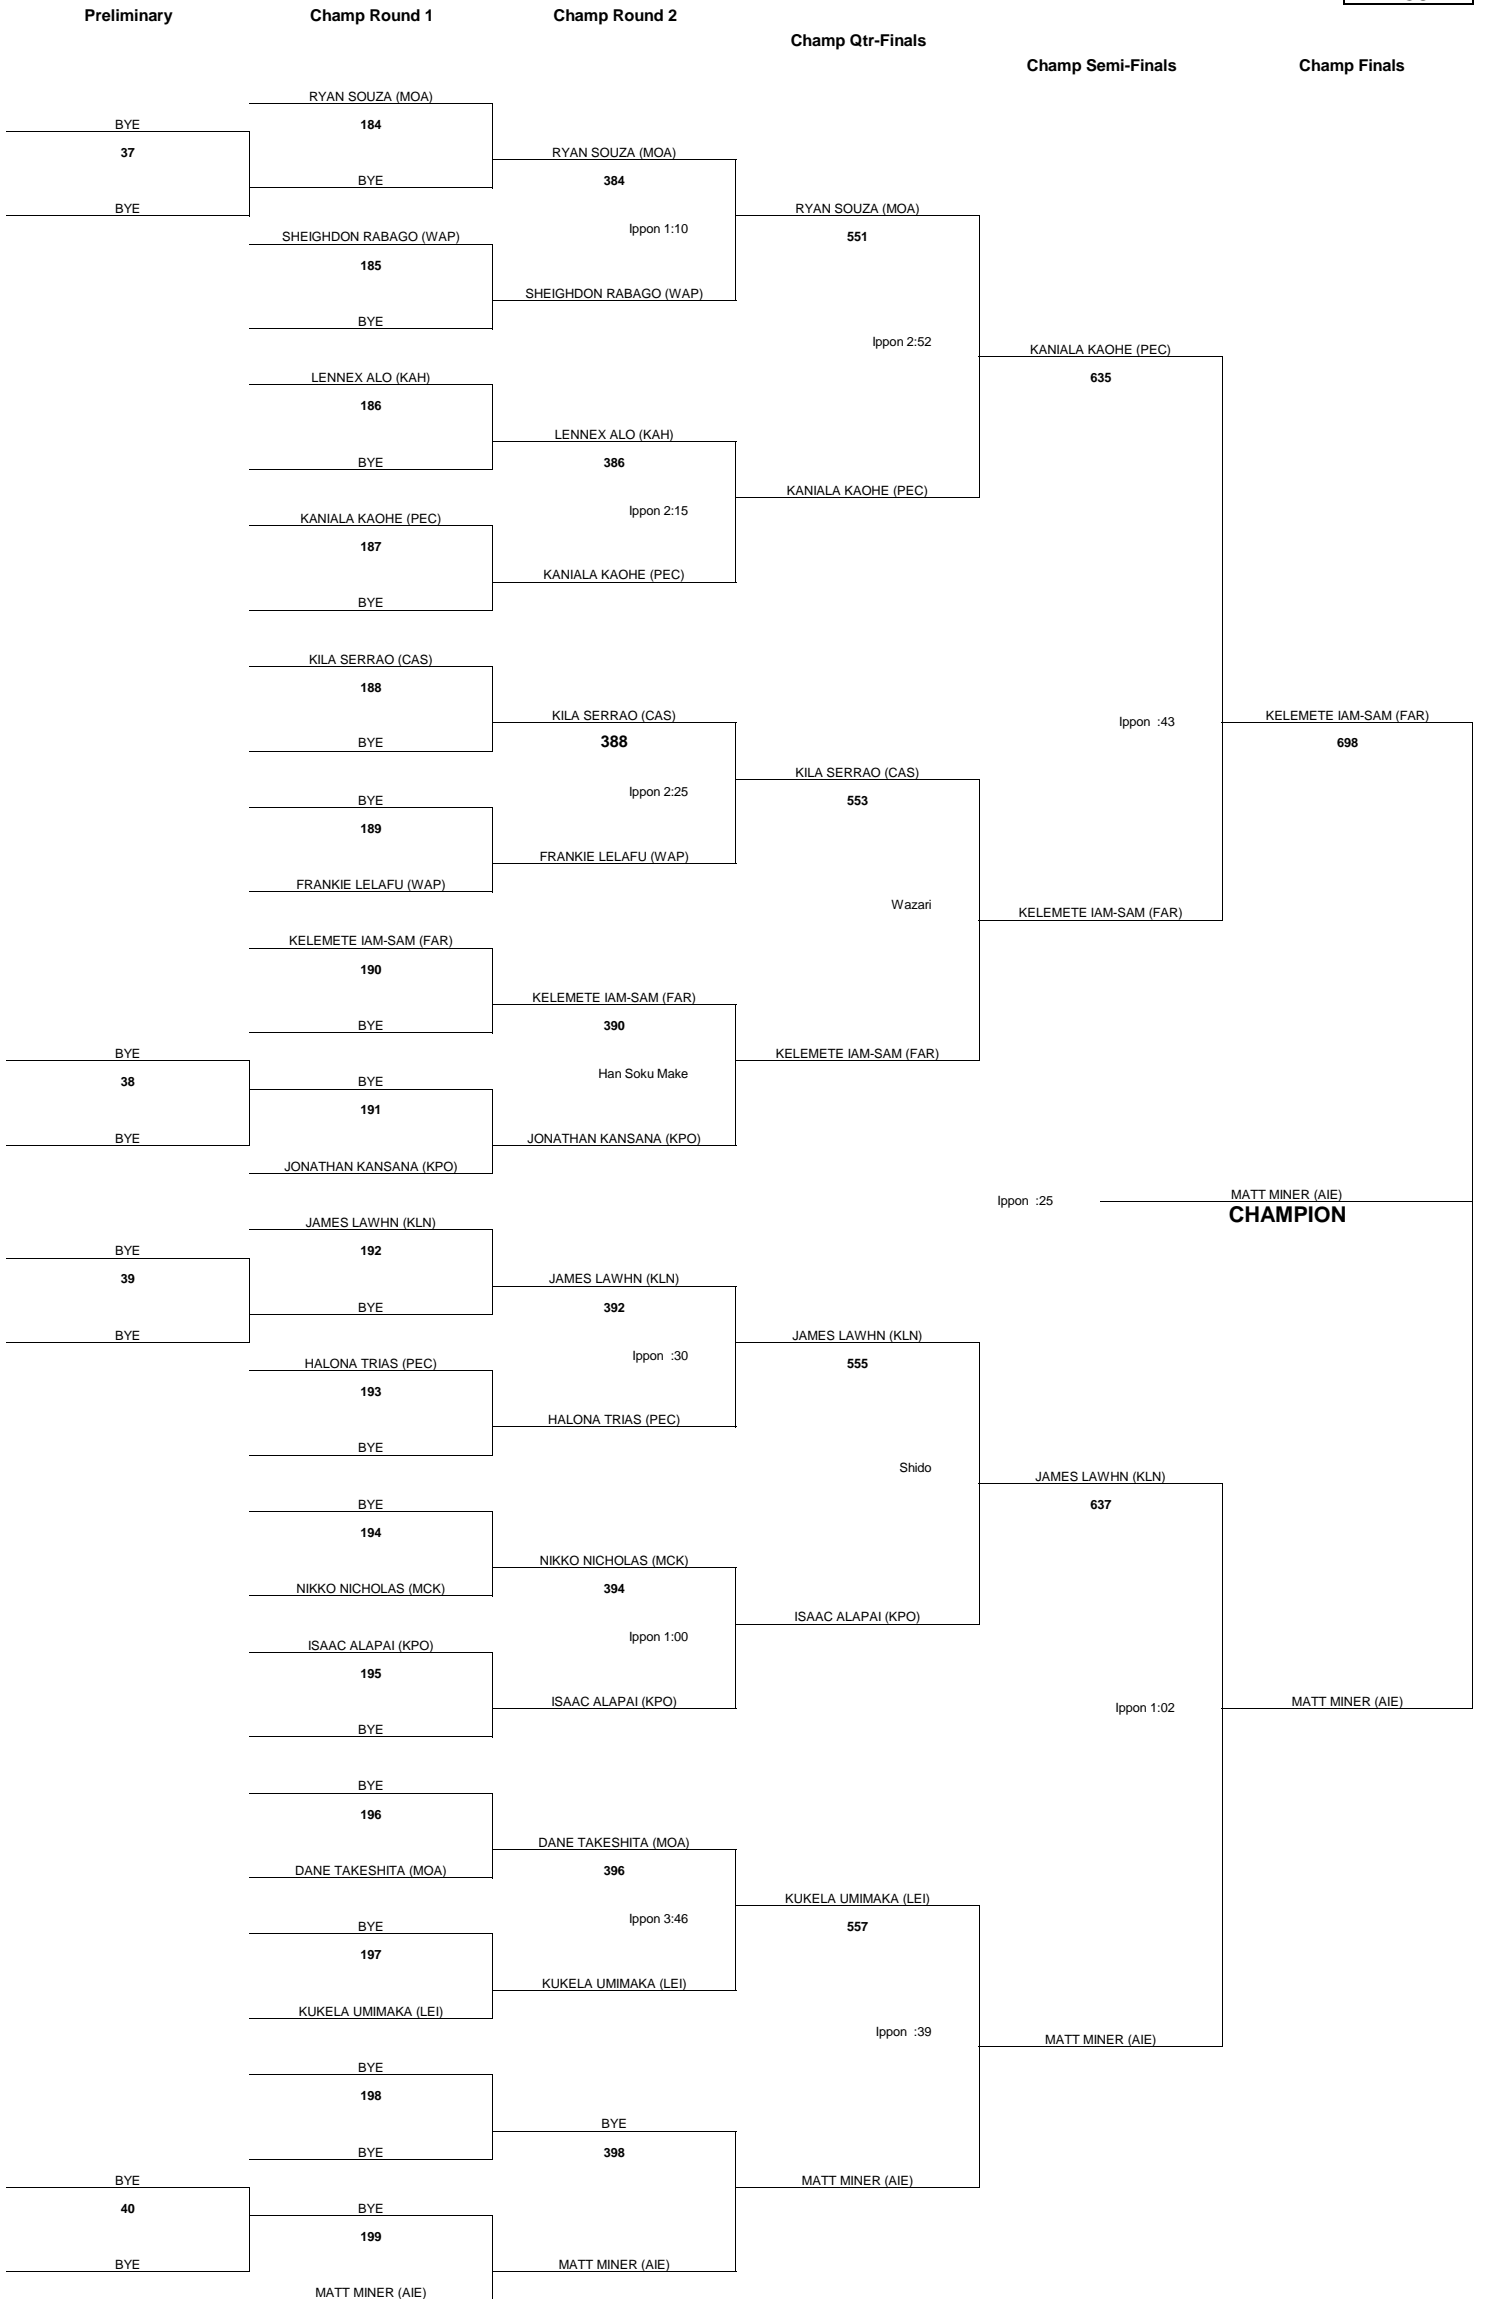 Preliminary
Champ Round 1
Champ Round 2
Champ Qtr-Finals
Champ Semi-Finals
Champ Finals
RYAN SOUZA (MOA)
BYE
184
37
RYAN SOUZA (MOA)
BYE
384
BYE
RYAN SOUZA (MOA)
Ippon 1:10
SHEIGHDON RABAGO (WAP)
551
185
SHEIGHDON RABAGO (WAP)
BYE
Ippon 2:52
KANIALA KAOHE (PEC)
LENNEX ALO (KAH)
635
186
LENNEX ALO (KAH)
BYE
386
KANIALA KAOHE (PEC)
Ippon 2:15
KANIALA KAOHE (PEC)
187
KANIALA KAOHE (PEC)
BYE
KILA SERRAO (CAS)
188
KILA SERRAO (CAS)
Ippon :43
KELEMETE IAM-SAM (FAR)
BYE
388
698
KILA SERRAO (CAS)
Ippon 2:25
BYE
553
189
FRANKIE LELAFU (WAP)
FRANKIE LELAFU (WAP)
Wazari
KELEMETE IAM-SAM (FAR)
KELEMETE IAM-SAM (FAR)
190
KELEMETE IAM-SAM (FAR)
BYE
390
BYE
KELEMETE IAM-SAM (FAR)
Han Soku Make
38
BYE
191
BYE
JONATHAN KANSANA (KPO)
JONATHAN KANSANA (KPO)
Ippon :25
MATT MINER (AIE)
CHAMPION
JAMES LAWHN (KLN)
BYE
192
39
JAMES LAWHN (KLN)
BYE
392
BYE
JAMES LAWHN (KLN)
Ippon :30
HALONA TRIAS (PEC)
555
193
HALONA TRIAS (PEC)
BYE
Shido
JAMES LAWHN (KLN)
BYE
637
194
NIKKO NICHOLAS (MCK)
NIKKO NICHOLAS (MCK)
394
ISAAC ALAPAI (KPO)
Ippon 1:00
ISAAC ALAPAI (KPO)
195
ISAAC ALAPAI (KPO)
Ippon 1:02
MATT MINER (AIE)
BYE
BYE
196
DANE TAKESHITA (MOA)
DANE TAKESHITA (MOA)
396
KUKELA UMIMAKA (LEI)
Ippon 3:46
BYE
557
197
KUKELA UMIMAKA (LEI)
KUKELA UMIMAKA (LEI)
Ippon :39
MATT MINER (AIE)
BYE
198
BYE
BYE
398
BYE
MATT MINER (AIE)
40
BYE
199
BYE
MATT MINER (AIE)
MATT MINER (AIE)